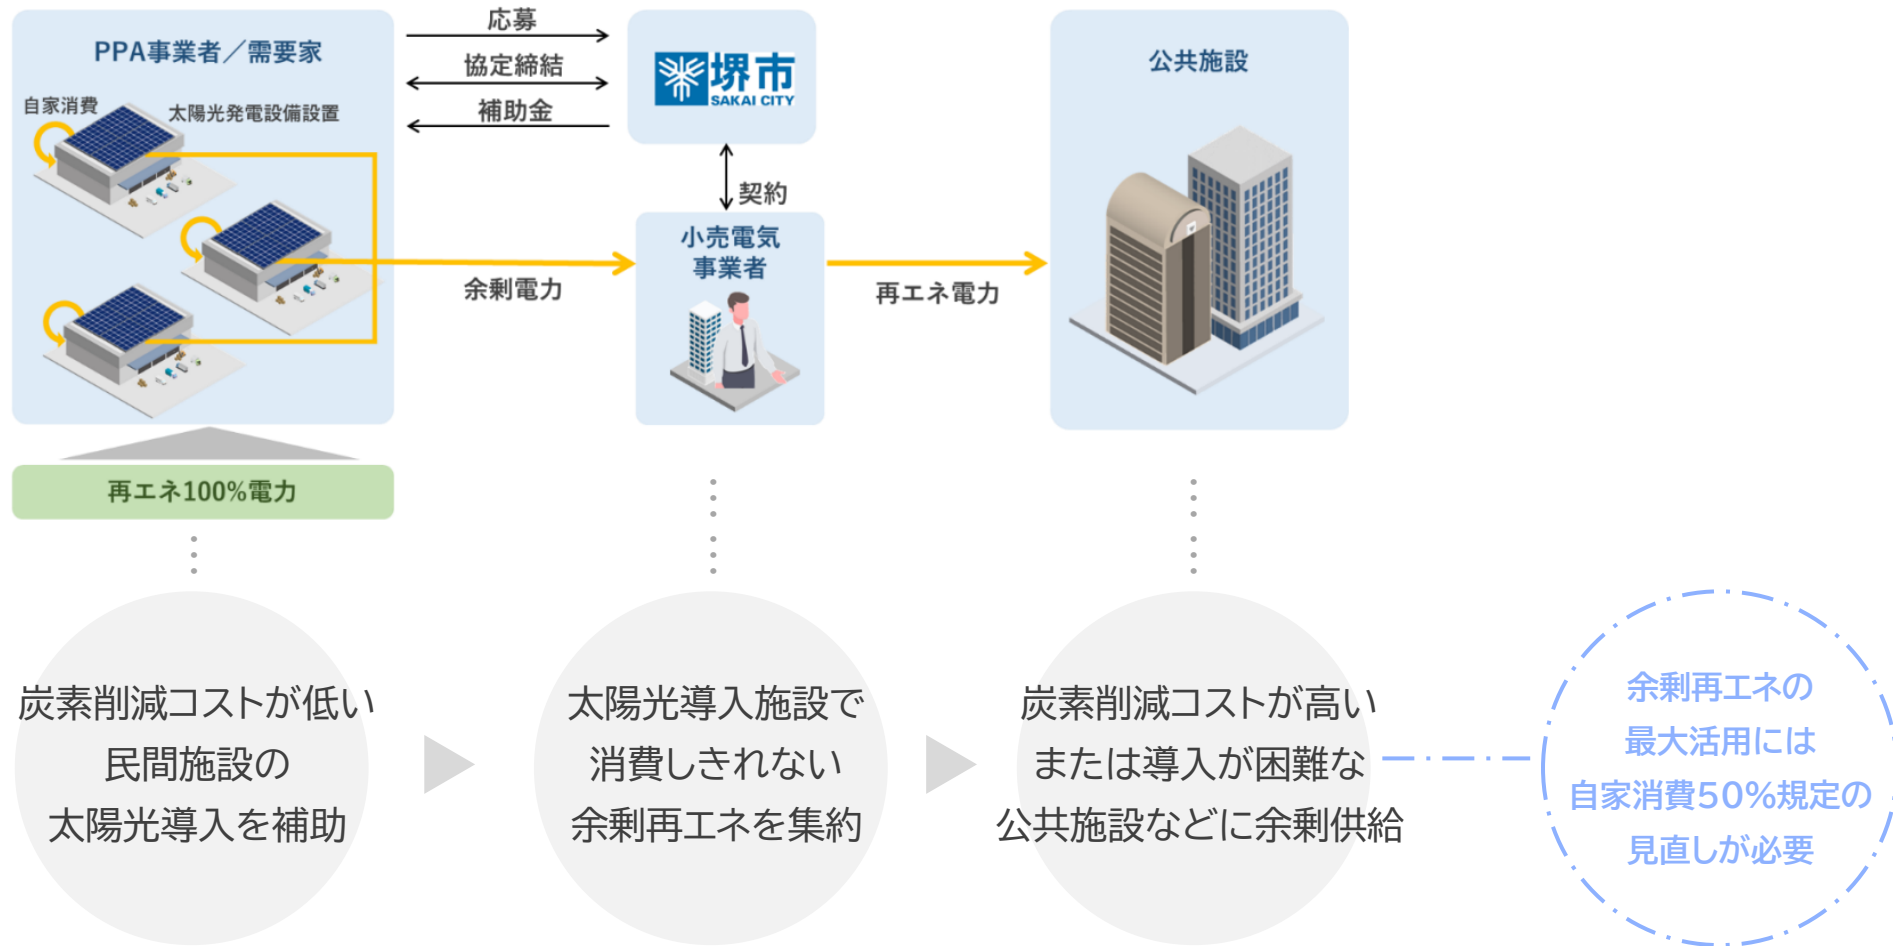 PPA事業者／需要家
自家消費
太陽光発電設備設置
応募
協定締結
補助金
堺市
SAKAI CITY
契約
小売電気
事業者
余剰電力
再エネ電力
公共施設
再エネ100%電力
炭素削減コストが低い
民間施設の
太陽光導入を補助
太陽光導入施設で
消費しきれない
余剰再エネを集約
炭素削減コストが高い
または導入が困難な
公共施設などに余剰供給
余剰再エネの
最大活用には
自家消費50%規定の
見直しが必要